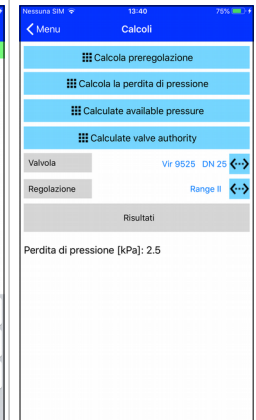 Nessuna SIM 13:40 75%
Menu Calcoli
Calcola preregolazione
Calcola la perdita di pressione
Calculate available pressure
Calculate valve authority
Valvola Vir 9525 DN 25
Regolazione Range II
Risultati
Perdita di pressione [kPa]: 2.5